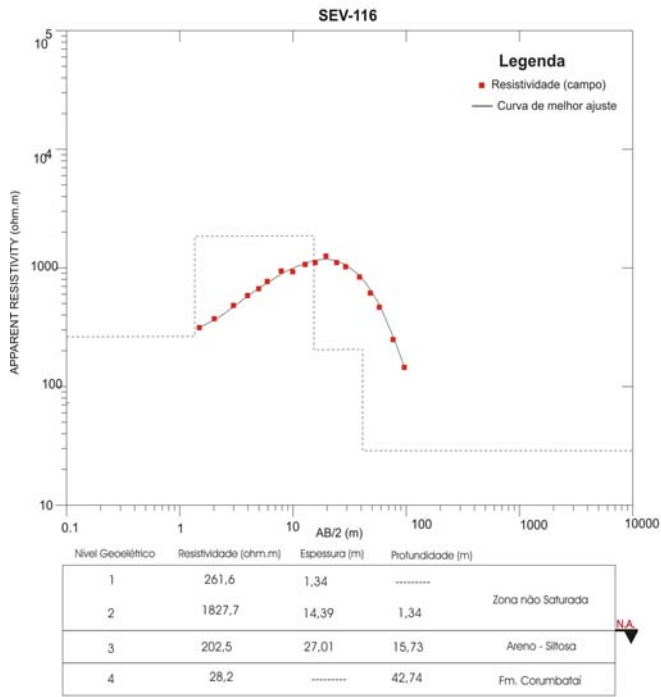 SEV-116
10^5
10^4
1000
100
10
APPARENT RESISTIVITY (ohm.m)
Legenda
Resistividade (campo)
Curva de melhor ajuste
0.1 1 10 100 1000 10000
AB/2 (m)
Nível Geoelétrico Resistividade (ohm.m) Espessura (m) Profundidade (m)
1 261,6 1,34 --------
Zona não Saturada
2 1827,7 14,39 1,34
N.A.
3 202,5 27,01 15,73 Areno - Siltosa
4 28,2 --------- 42,74 Fm. Corumbataí